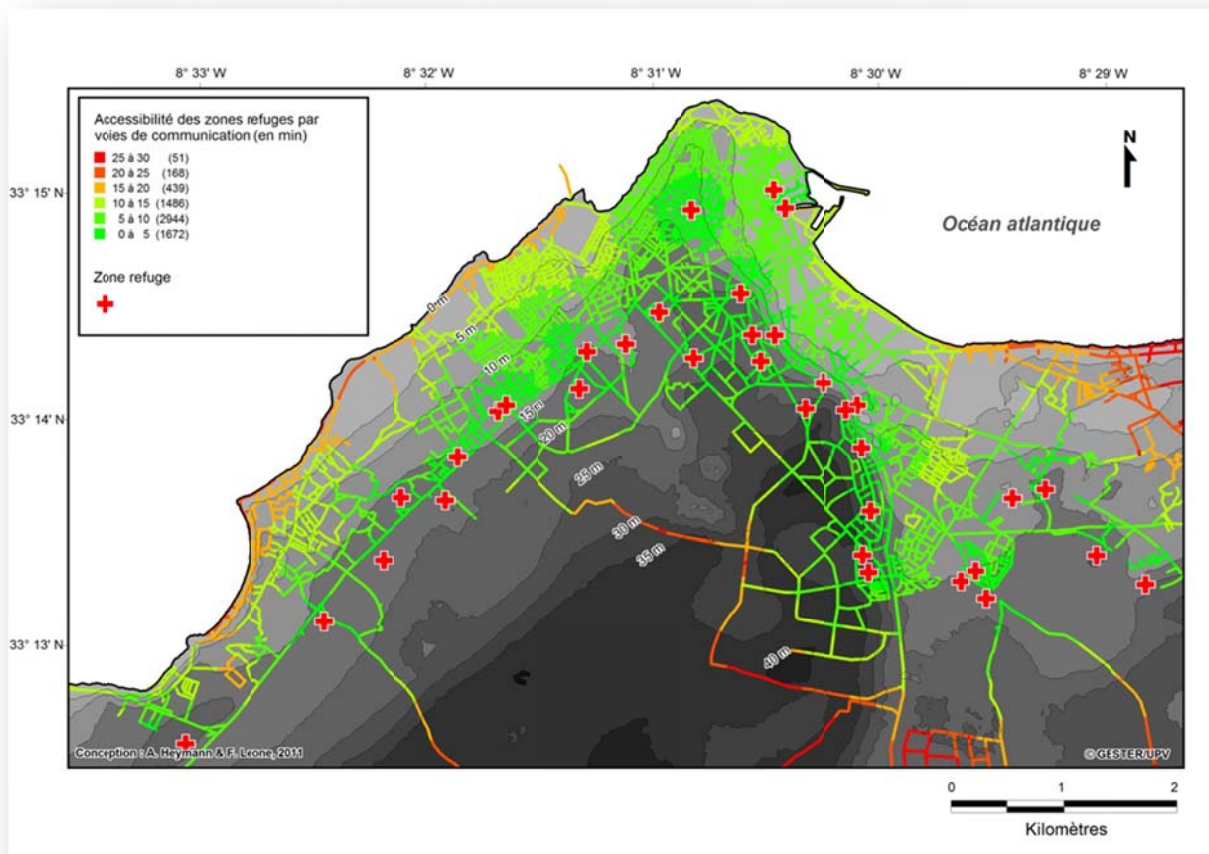 8° 33' W
8° 32' W
8° 31' W
8° 30' W
8° 29' W
Accessibilité des zones refuges par
voies de communication (en min)
25 à 30 (51)
20 à 25 (168)
15 à 20 (439)
10 à 15 (1486)
5 à 10 (2944)
0 à 5 (1672)
Zone refuge
N
33° 15' N
Océan atlantique
0 m
5 m
10 m
33° 14' N
15 m
20 m
25 m
30 m
35 m
33° 13' N
40 m
Conception : A. Heymann & F. Leone, 2011
© GESTER/UPV
0 1 2
Kilomètres